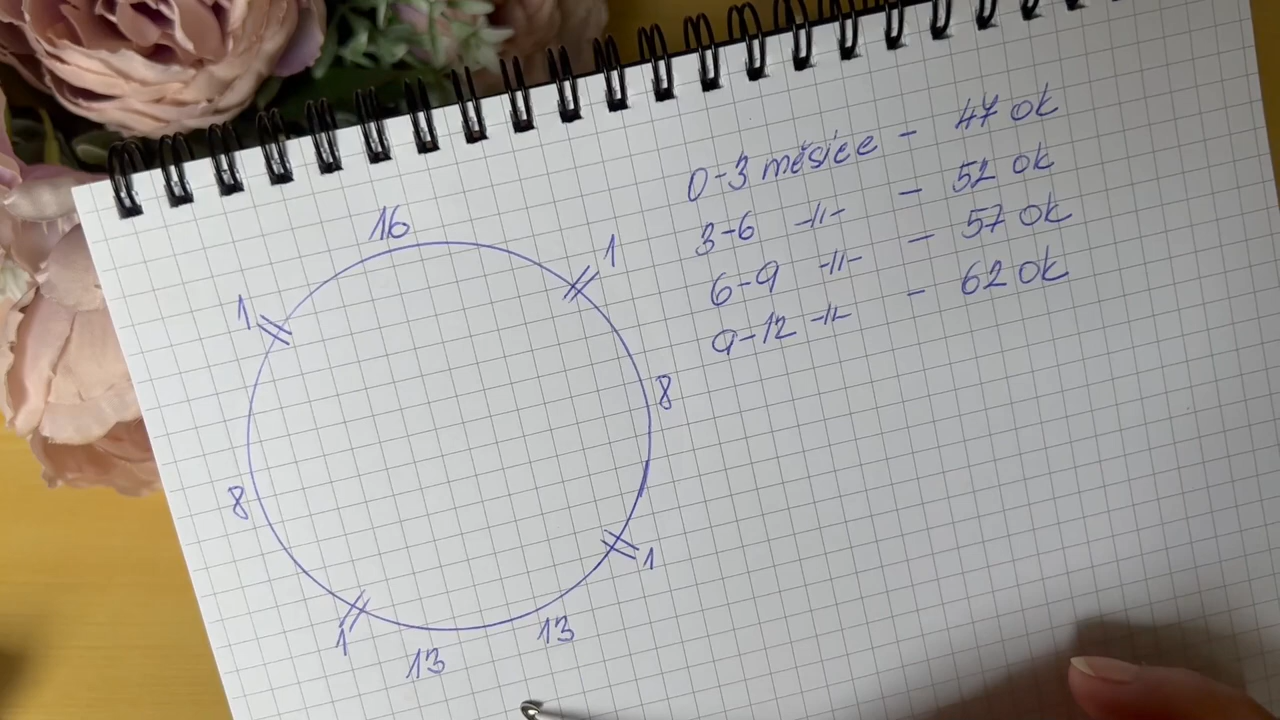 0-3 měsíce - 47 ok
3-6 -||- - 52 ok
6-9 -||- - 57 ok
9-12 -||- - 62 ok
16
1
1
8
8
1
1
13
13